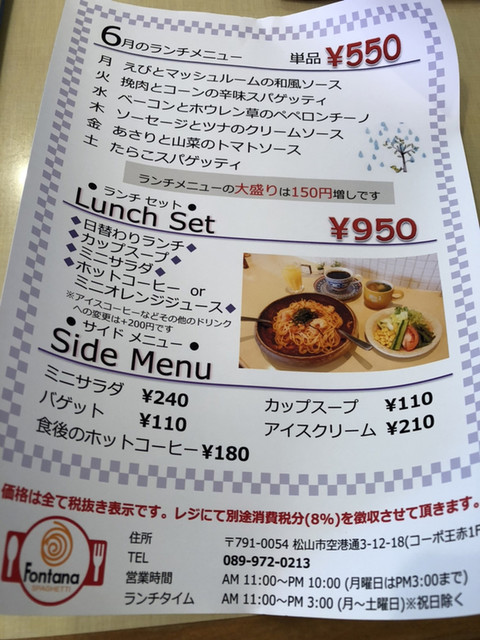 6月のランチメニュー 単品 ¥550
月 えびとマッシュルームの和風ソース
火 挽肉とコーンの辛味スパゲッティ
水 ベーコンとホウレン草のペペロンチーノ
木 ソーセージとツナのクリームソース
金 あさりと山菜のトマトソース
土 たらこスパゲッティ
ランチメニューの大盛りは150円増しです
• ランチ セット •
Lunch Set ¥950
◆日替わりランチ◆
◆カップスープ◆
◆ミニサラダ◆
◆ホットコーヒー or
ミニオレンジジュース◆
※アイスコーヒーなどその他のドリンク
への変更は+200円です
• サイド メニュー •
Side Menu
ミニサラダ ¥240
バゲット ¥110
食後のホットコーヒー ¥180
カップスープ ¥110
アイスクリーム ¥210
価格は全て税抜き表示です。レジにて別途消費税分(8%)を徴収させて頂きます。
Fontana
SPAGHETTI
住所 〒791-0054 松山市空港通3-12-18(コーポ王赤1F
TEL 089-972-0213
営業時間 AM 11:00～PM 10:00 (月曜日はPM3:00まで)
ランチタイム AM 11:00～PM 3:00 (月～土曜日)※祝日除く